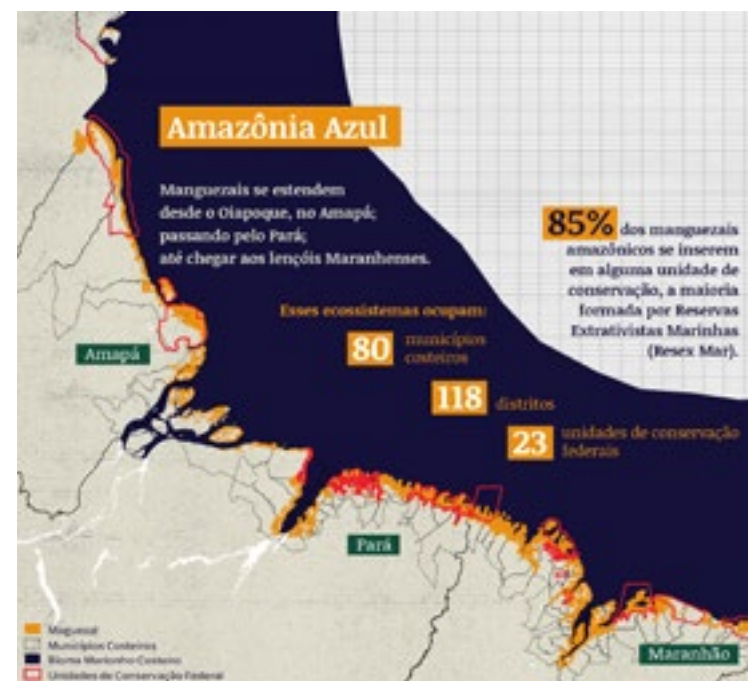 Amazônia Azul
Manguezais se estendem
desde o Oiapoque, no Amapá;
passando pelo Pará;
até chegar aos lençóis Maranhenses.
85% dos manguezais
amazônicos se inserem
em alguma unidade de
conservação, a maioria
formada por Reservas
Extrativistas Marinhas
(Resex Mar).
Esses ecossistemas ocupam:
80 municípios
costeiros
118 distritos
23 unidades de conservação
federais
Amapá
Pará
Maranhão
Maguezal
Municípios Costeiros
Bioma Marionho Costeiro
Unidades de Conservação Federal